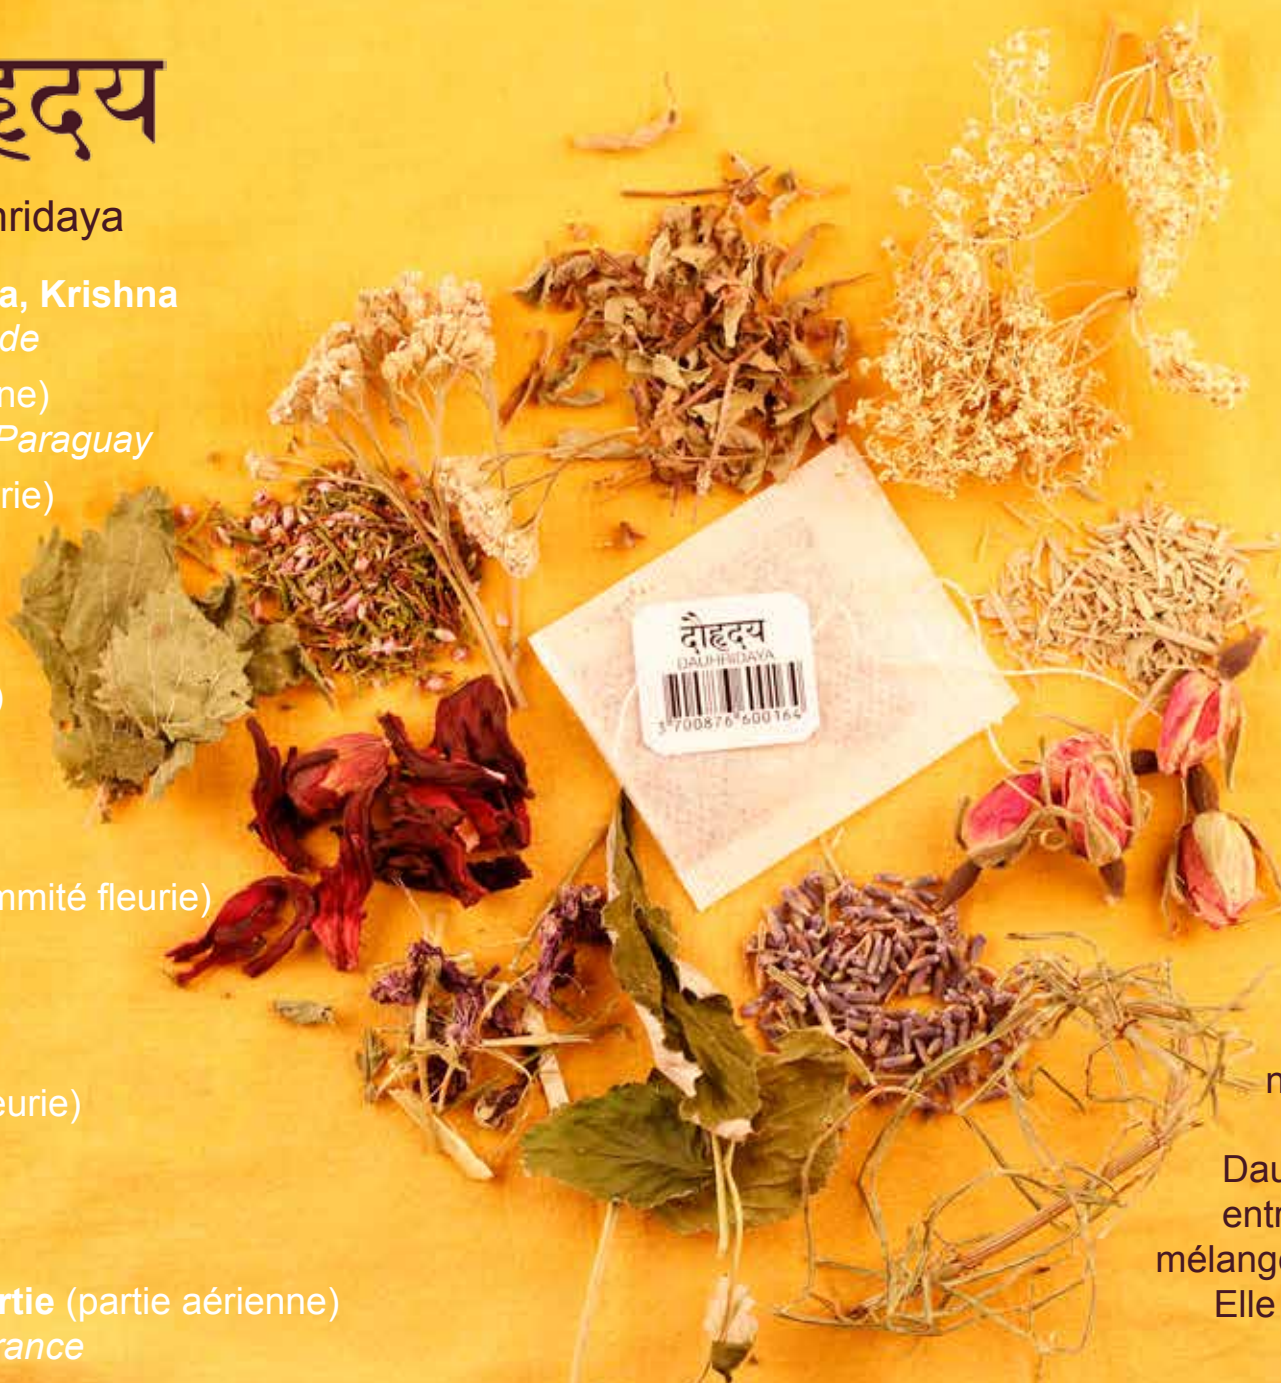 हृदय
hridaya
a, Krishna
de
ne)
Paraguay
rie)
)
mmité fleurie)
eurie)
rtie (partie aérienne)
rance
दौहृदय
DAUHRIDAYA
3 700876 600164
n
Dau
entr
mélange
Elle